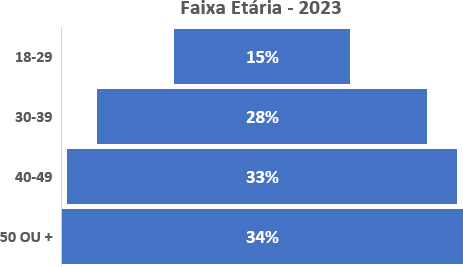 Faixa Etária - 2023
18-29 15%
30-39 28%
40-49 33%
50 OU + 34%